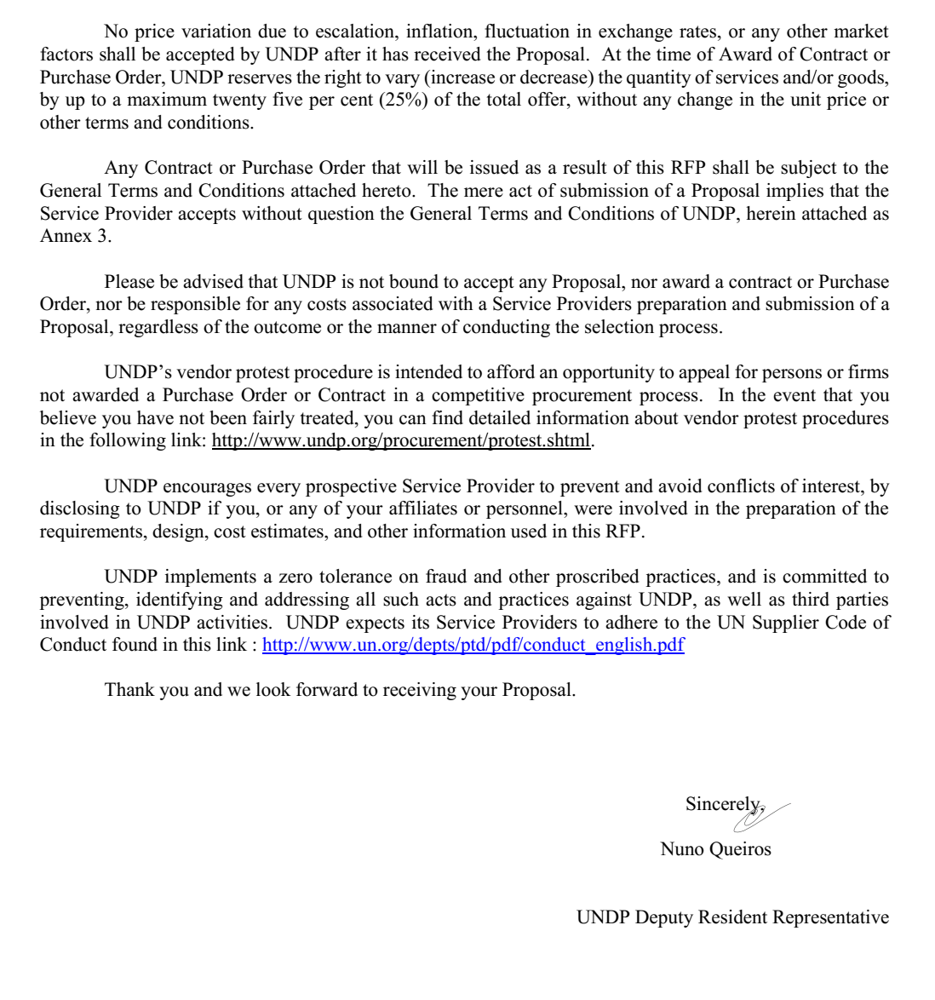 No price variation due to escalation, inflation, fluctuation in exchange rates, or any other market
factors shall be accepted by UNDP after it has received the Proposal.  At the time of Award of Contract or
Purchase Order, UNDP reserves the right to vary (increase or decrease) the quantity of services and/or goods,
by up to a maximum twenty five per cent (25%) of the total offer, without any change in the unit price or
other terms and conditions.
Any Contract or Purchase Order that will be issued as a result of this RFP shall be subject to the
General Terms and Conditions attached hereto.  The mere act of submission of a Proposal implies that the
Service Provider accepts without question the General Terms and Conditions of UNDP, herein attached as
Annex 3.
Please be advised that UNDP is not bound to accept any Proposal, nor award a contract or Purchase
Order, nor be responsible for any costs associated with a Service Providers preparation and submission of a
Proposal, regardless of the outcome or the manner of conducting the selection process.
UNDP’s vendor protest procedure is intended to afford an opportunity to appeal for persons or firms
not awarded a Purchase Order or Contract in a competitive procurement process.  In the event that you
believe you have not been fairly treated, you can find detailed information about vendor protest procedures
in the following link: http://www.undp.org/procurement/protest.shtml.
UNDP encourages every prospective Service Provider to prevent and avoid conflicts of interest, by
disclosing to UNDP if you, or any of your affiliates or personnel, were involved in the preparation of the
requirements, design, cost estimates, and other information used in this RFP.
UNDP implements a zero tolerance on fraud and other proscribed practices, and is committed to
preventing, identifying and addressing all such acts and practices against UNDP, as well as third parties
involved in UNDP activities.  UNDP expects its Service Providers to adhere to the UN Supplier Code of
Conduct found in this link : http://www.un.org/depts/ptd/pdf/conduct_english.pdf
Thank you and we look forward to receiving your Proposal.
Sincerely,
Nuno Queiros
UNDP Deputy Resident Representative